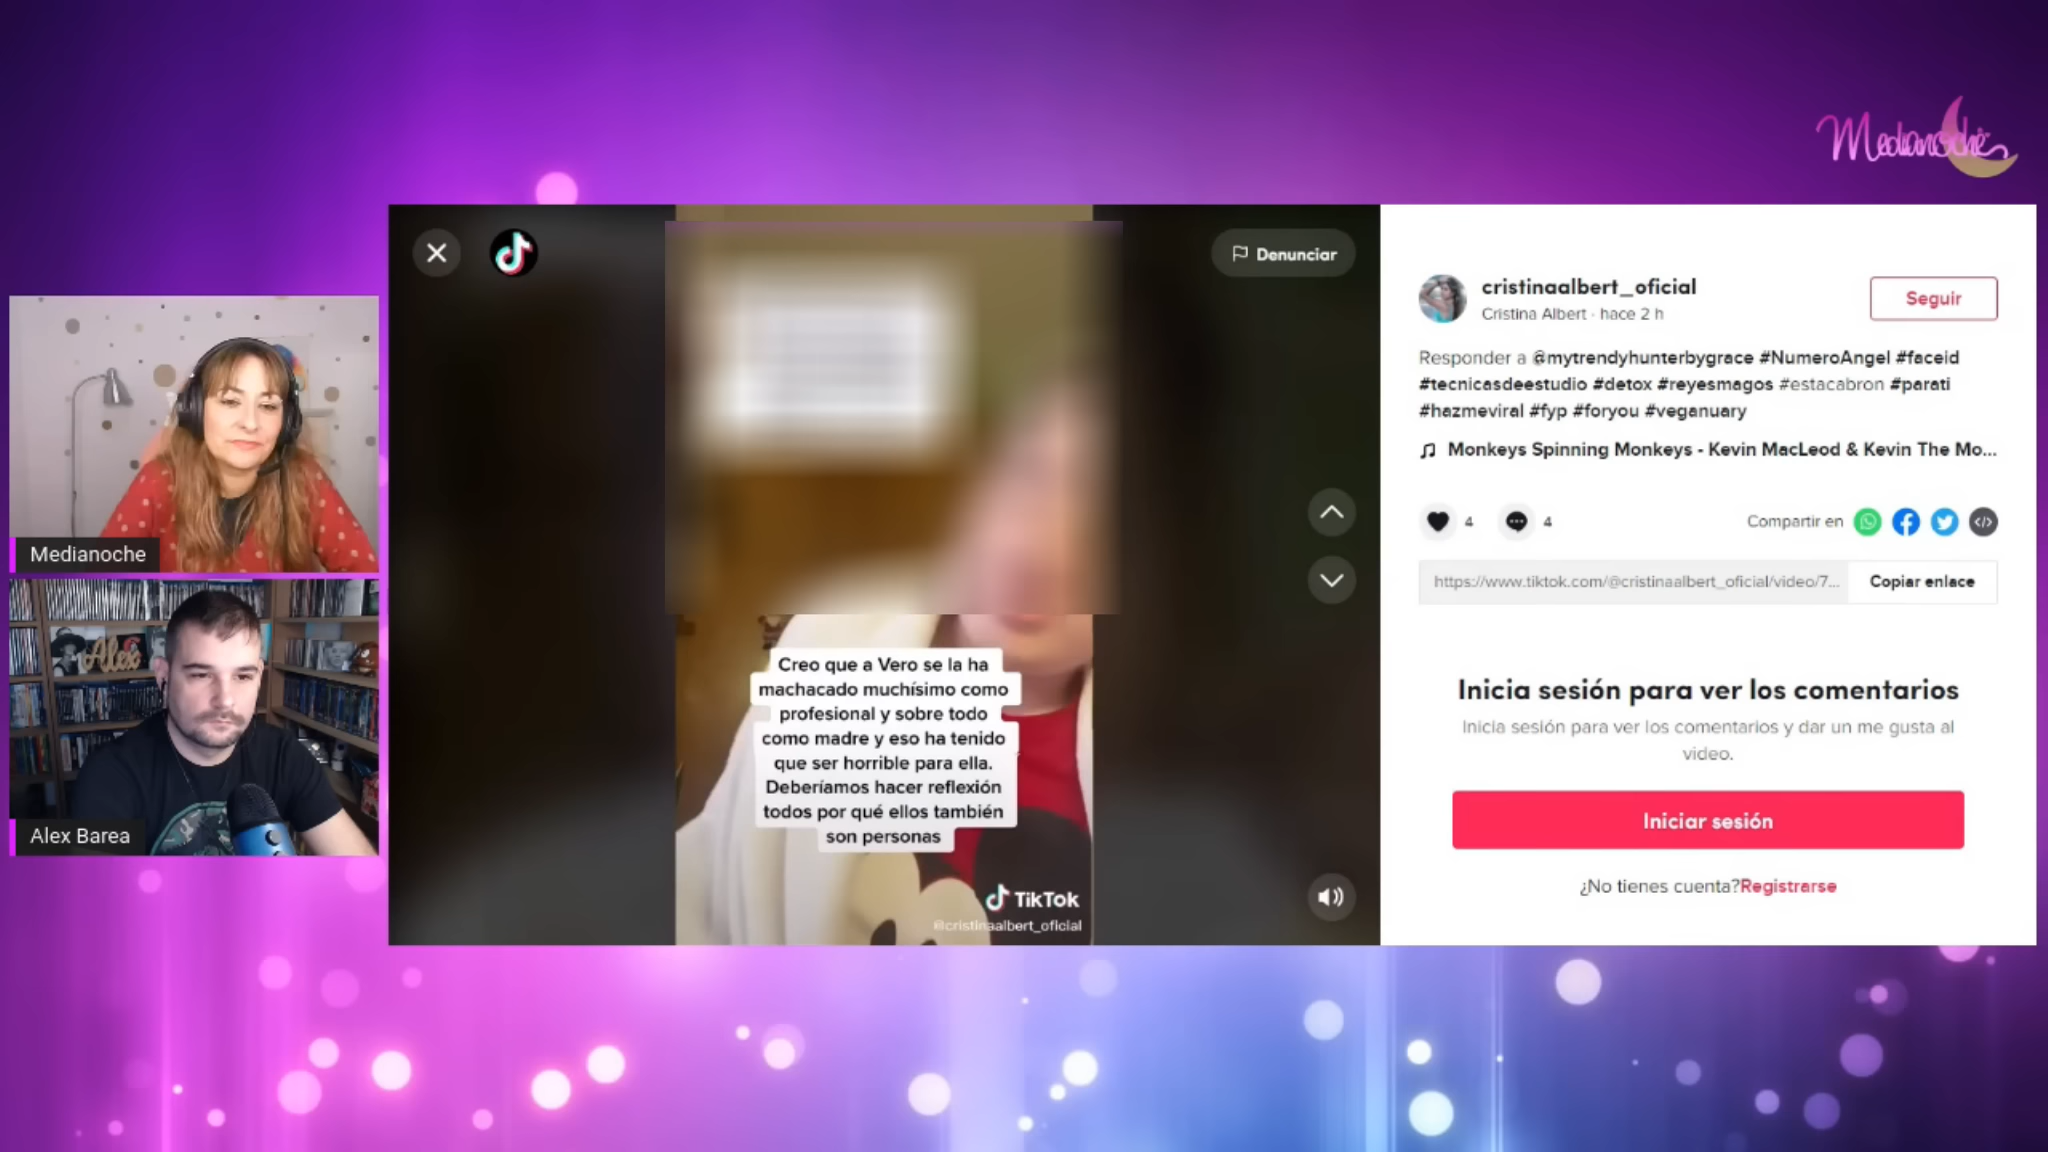 Medianoche
Denunciar
cristinaalbert_oficial
Cristina Albert · hace 2 h
Seguir
Responder a @mytrendyhunterbygrace #NumeroAngel #faceid
#tecnicasdeestudio #detox #reyesmagos #estacabron #parati
#hazmeviral #fyp #foryou #veganuary
Monkeys Spinning Monkeys - Kevin MacLeod & Kevin The Mo...
4
4
Compartir en
https://www.tiktok.com/@cristinaalbert_oficial/video/7...
Copiar enlace
Medianoche
Alex
Alex Barea
Creo que a Vero se la ha
machacado muchísimo como
profesional y sobre todo
como madre y eso ha tenido
que ser horrible para ella.
Deberíamos hacer reflexión
todos por qué ellos también
son personas
TikTok
@cristinaalbert_oficial
Inicia sesión para ver los comentarios
Inicia sesión para ver los comentarios y dar un me gusta al
video.
Iniciar sesión
¿No tienes cuenta?Registrarse